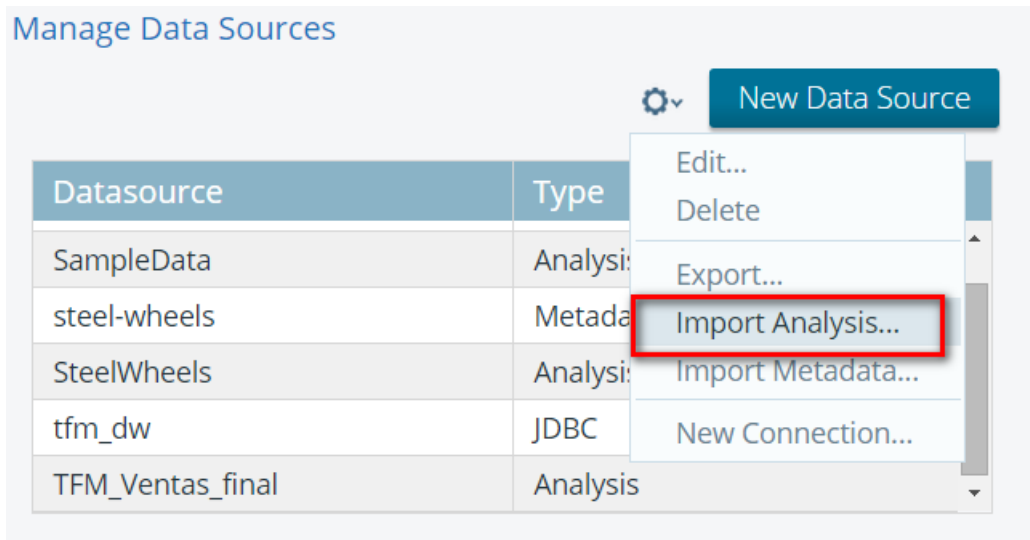 Manage Data Sources
New Data Source
Edit...
Datasource Type
Delete
SampleData Analysis
Export...
steel-wheels Metada
Import Analysis...
SteelWheels Analysis
Import Metadata...
tfm_dw JDBC
New Connection...
TFM_Ventas_final Analysis